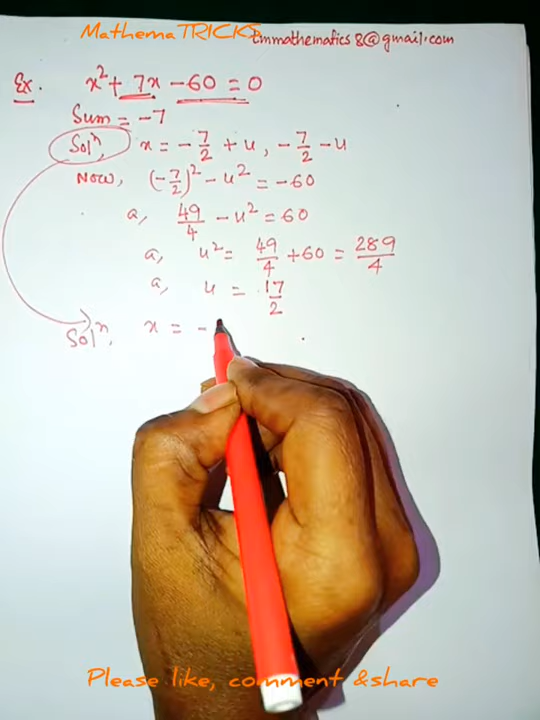 MathemaTRICKS
tmmathematics8@gmail.com
Ex. x² + 7x - 60 = 0
Sum = -7
Solⁿ, x = -7/2 + u, -7/2 - u
Now, (-7/2)² - u² = -60
a, 49/4 - u² = 60
a, u² = 49/4 + 60 = 289/4
a, u = 17/2
Solⁿ, x = -
Please like, comment &share